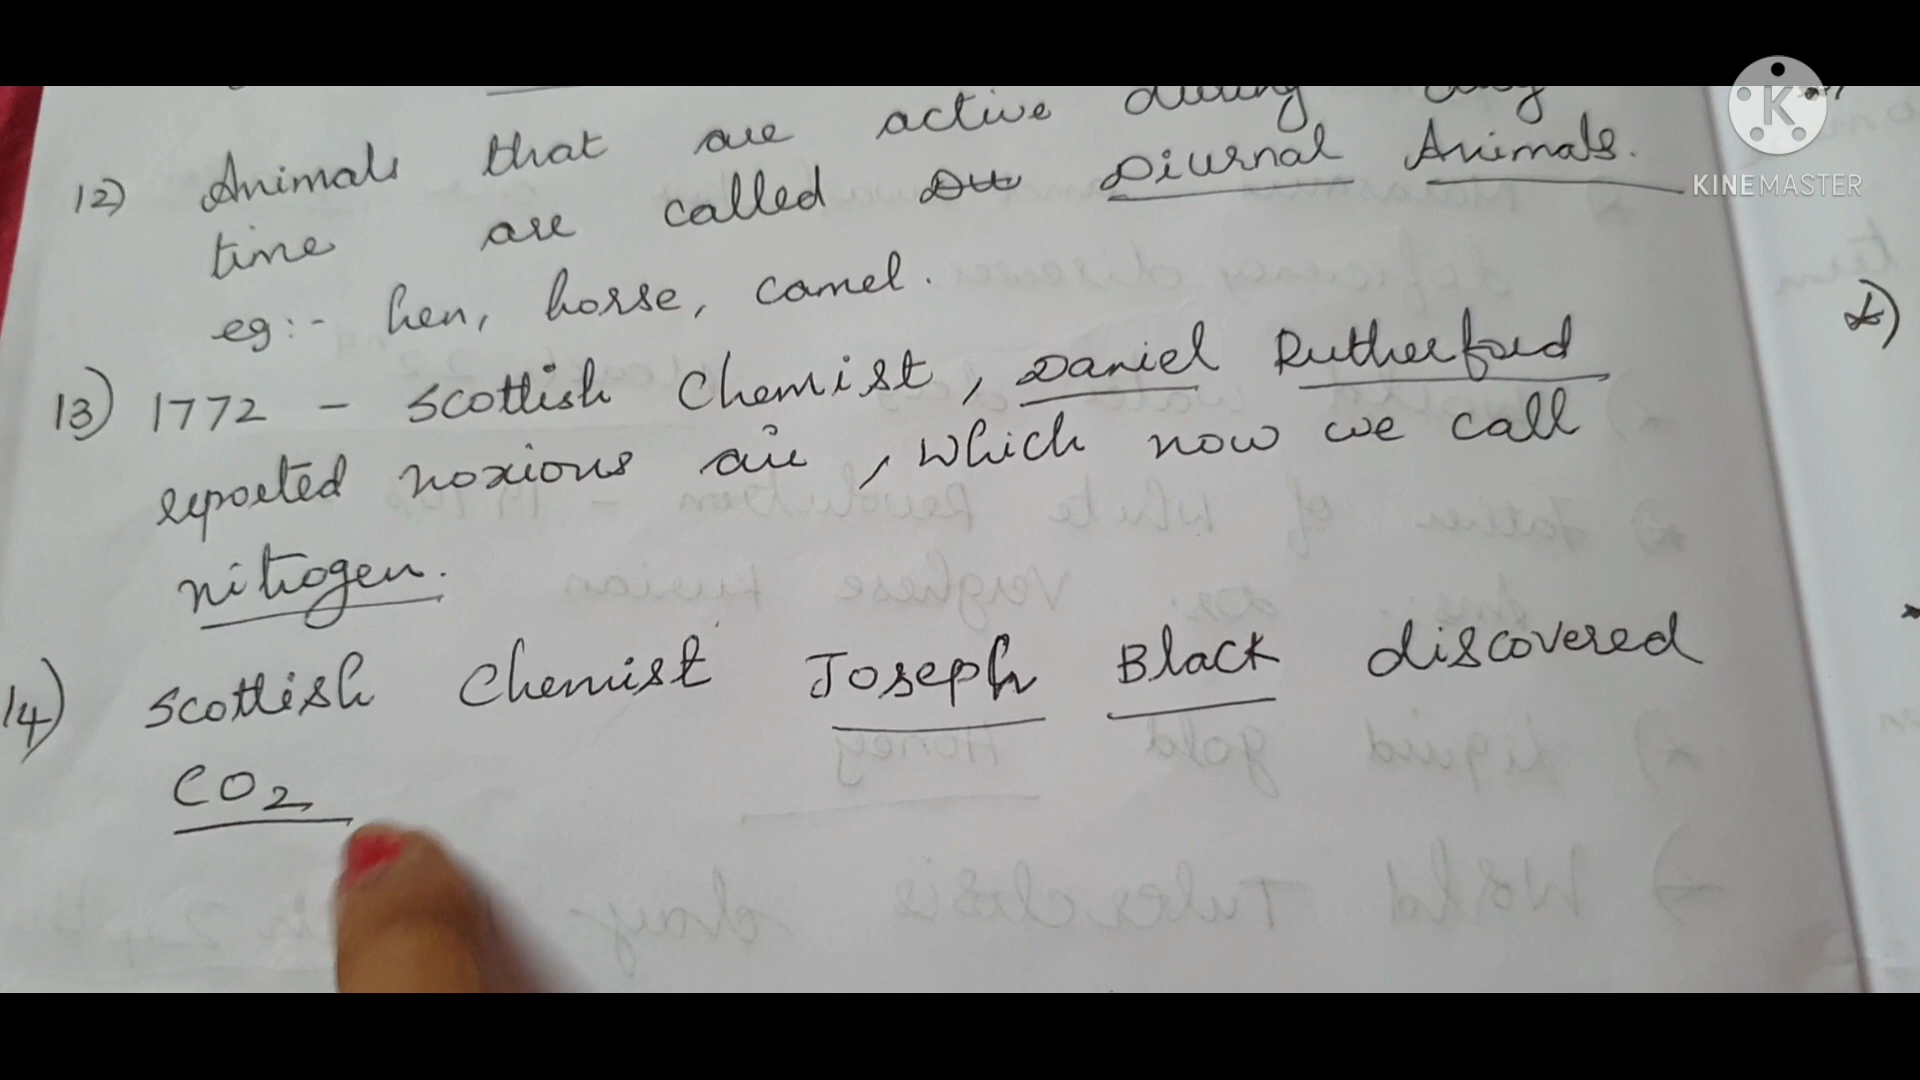 12) Animals that are active during day
time are called Diurnal Animals.
eg:- hen, horse, camel.
13) 1772 - Scottish Chemist, Daniel Rutherford
reported noxious air, which now we call
nitrogen.
14) Scottish Chemist Joseph Black discovered
CO2
2)
KINEMASTER